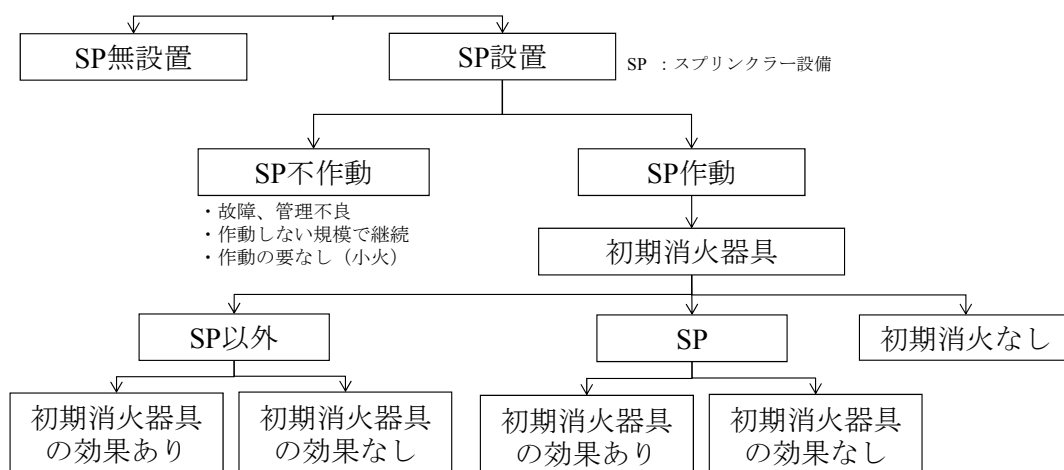 SP無設置
SP設置
SP ：スプリンクラー設備
SP不作動
SP作動
・故障、管理不良
・作動しない規模で継続
・作動の要なし（小火）
初期消火器具
SP以外
SP
初期消火なし
初期消火器具
の効果あり
初期消火器具
の効果なし
初期消火器具
の効果あり
初期消火器具
の効果なし